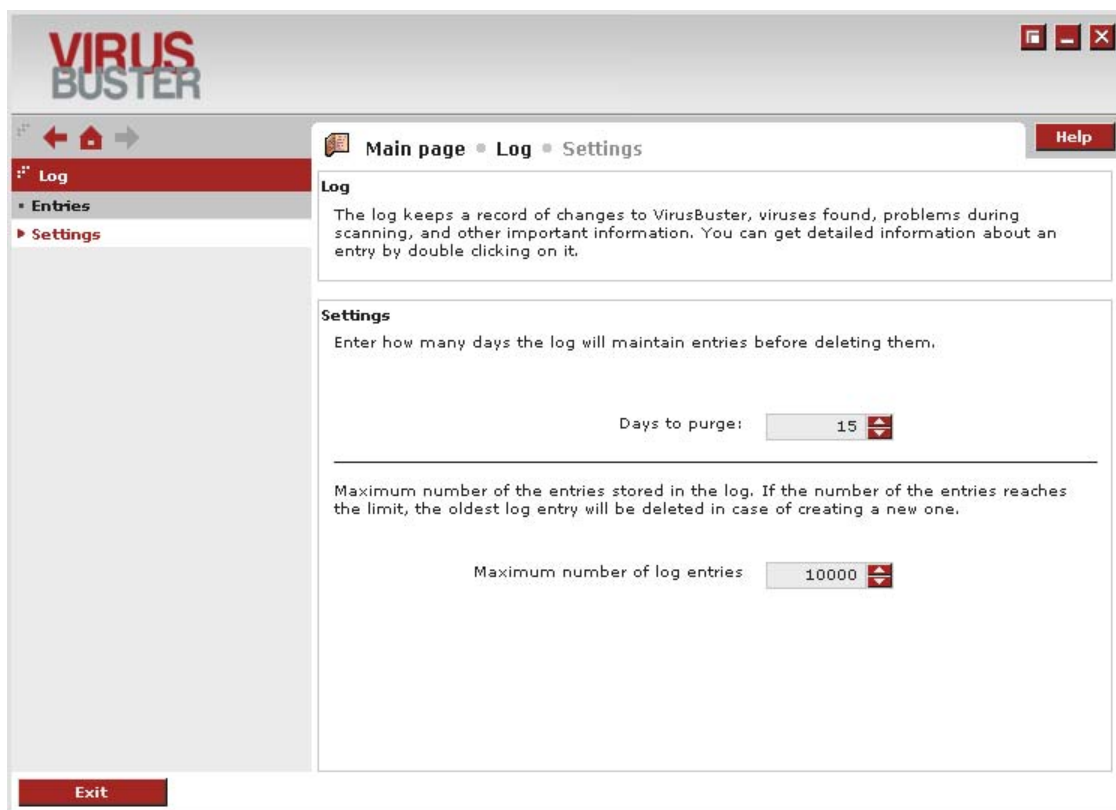 VIRUS
BUSTER
Main page • Log • Settings
Help
Log
Entries
Settings
Log
The log keeps a record of changes to VirusBuster, viruses found, problems during
scanning, and other important information. You can get detailed information about an
entry by double clicking on it.
Settings
Enter how many days the log will maintain entries before deleting them.
Days to purge: 15
Maximum number of the entries stored in the log. If the number of the entries reaches
the limit, the oldest log entry will be deleted in case of creating a new one.
Maximum number of log entries 10000
Exit